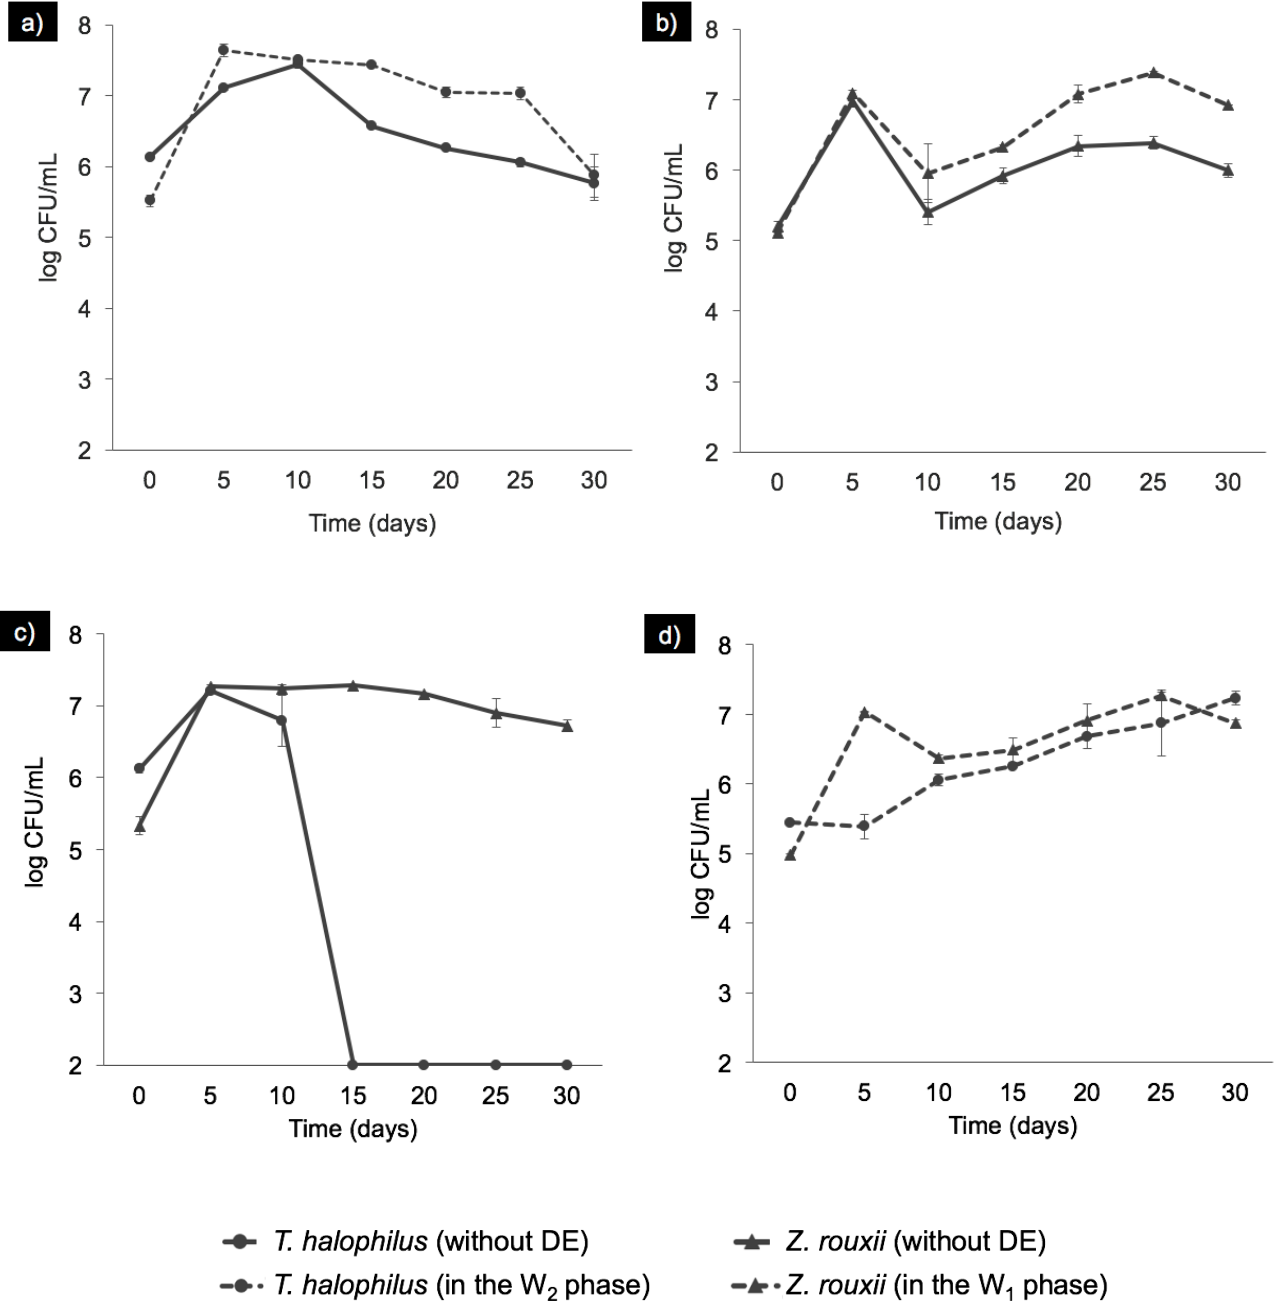 a)
8
7
6
5
4
3
2
log CFU/mL
0 5 10 15 20 25 30
Time (days)
b)
8
7
6
5
4
3
2
log CFU/mL
0 5 10 15 20 25 30
Time (days)
c)
8
7
6
5
4
3
2
log CFU/mL
0 5 10 15 20 25 30
Time (days)
d)
8
7
6
5
4
3
2
log CFU/mL
0 5 10 15 20 25 30
Time (days)
T. halophilus (without DE)
Z. rouxii (without DE)
T. halophilus (in the W₂ phase)
Z. rouxii (in the W₁ phase)